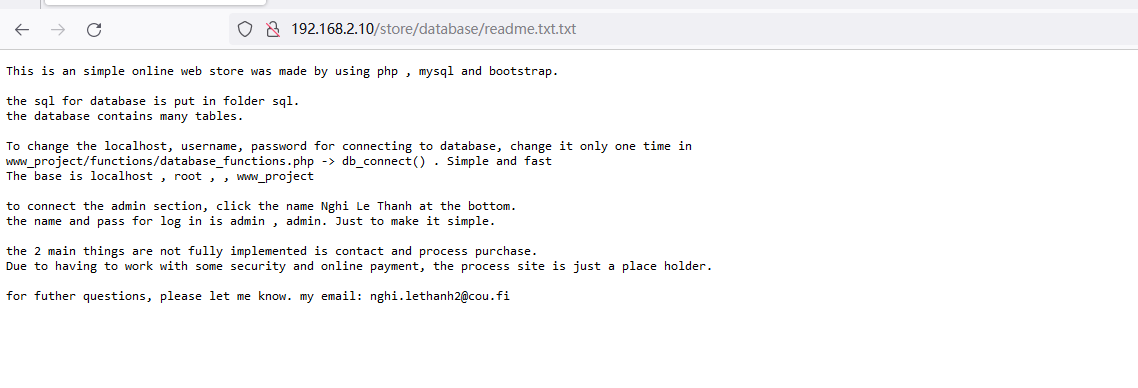 192.168.2.10/store/database/readme.txt.txt
This is an simple online web store was made by using php , mysql and bootstrap.
the sql for database is put in folder sql.
the database contains many tables.
To change the localhost, username, password for connecting to database, change it only one time in
www_project/functions/database_functions.php -> db_connect() . Simple and fast
The base is localhost , root , , www_project
to connect the admin section, click the name Nghi Le Thanh at the bottom.
the name and pass for log in is admin , admin. Just to make it simple.
the 2 main things are not fully implemented is contact and process purchase.
Due to having to work with some security and online payment, the process site is just a place holder.
for futher questions, please let me know. my email: nghi.lethanh2@cou.fi